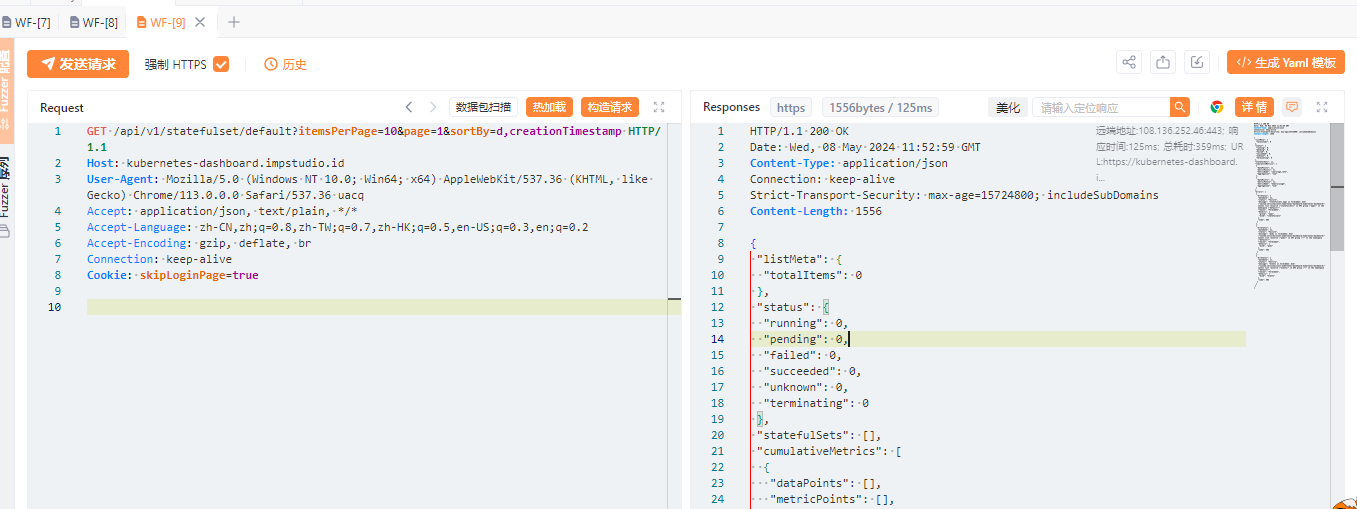 WF-[7]
WF-[8]
WF-[9]
Fuzzer 序列
发送请求
强制 HTTPS
历史
</> 生成 Yaml 模板
Request
数据包扫描
热加载
构造请求
Responses
https
1556bytes / 125ms
美化
请输入定位响应
详情
1 GET /api/v1/statefulset/default?itemsPerPage=10&page=1&sortBy=d,creationTimestamp HTTP/
1.1
2 Host: kubernetes-dashboard.impstudio.id
3 User-Agent: Mozilla/5.0 (Windows NT 10.0; Win64; x64) AppleWebKit/537.36 (KHTML, like
Gecko) Chrome/113.0.0.0 Safari/537.36 uacq
4 Accept: application/json, text/plain, */*
5 Accept-Language: zh-CN,zh;q=0.8,zh-TW;q=0.7,zh-HK;q=0.5,en-US;q=0.3,en;q=0.2
6 Accept-Encoding: gzip, deflate, br
7 Connection: keep-alive
8 Cookie: skipLoginPage=true
9
10
1 HTTP/1.1 200 OK
2 Date: Wed, 08 May 2024 11:52:59 GMT
3 Content-Type: application/json
4 Connection: keep-alive
5 Strict-Transport-Security: max-age=15724800; includeSubDomains
6 Content-Length: 1556
7
8 {
9 "listMeta": {
10 "totalItems": 0
11 },
12 "status": {
13 "running": 0,
14 "pending": 0,
15 "failed": 0,
16 "succeeded": 0,
17 "unknown": 0,
18 "terminating": 0
19 },
20 "statefulSets": [],
21 "cumulativeMetrics": [
22 {
23 "dataPoints": [],
24 "metricPoints": [],
远端地址:108.136.252.46:443; 响
应时间:125ms; 总耗时:359ms; UR
L:https://kubernetes-dashboard.
i...